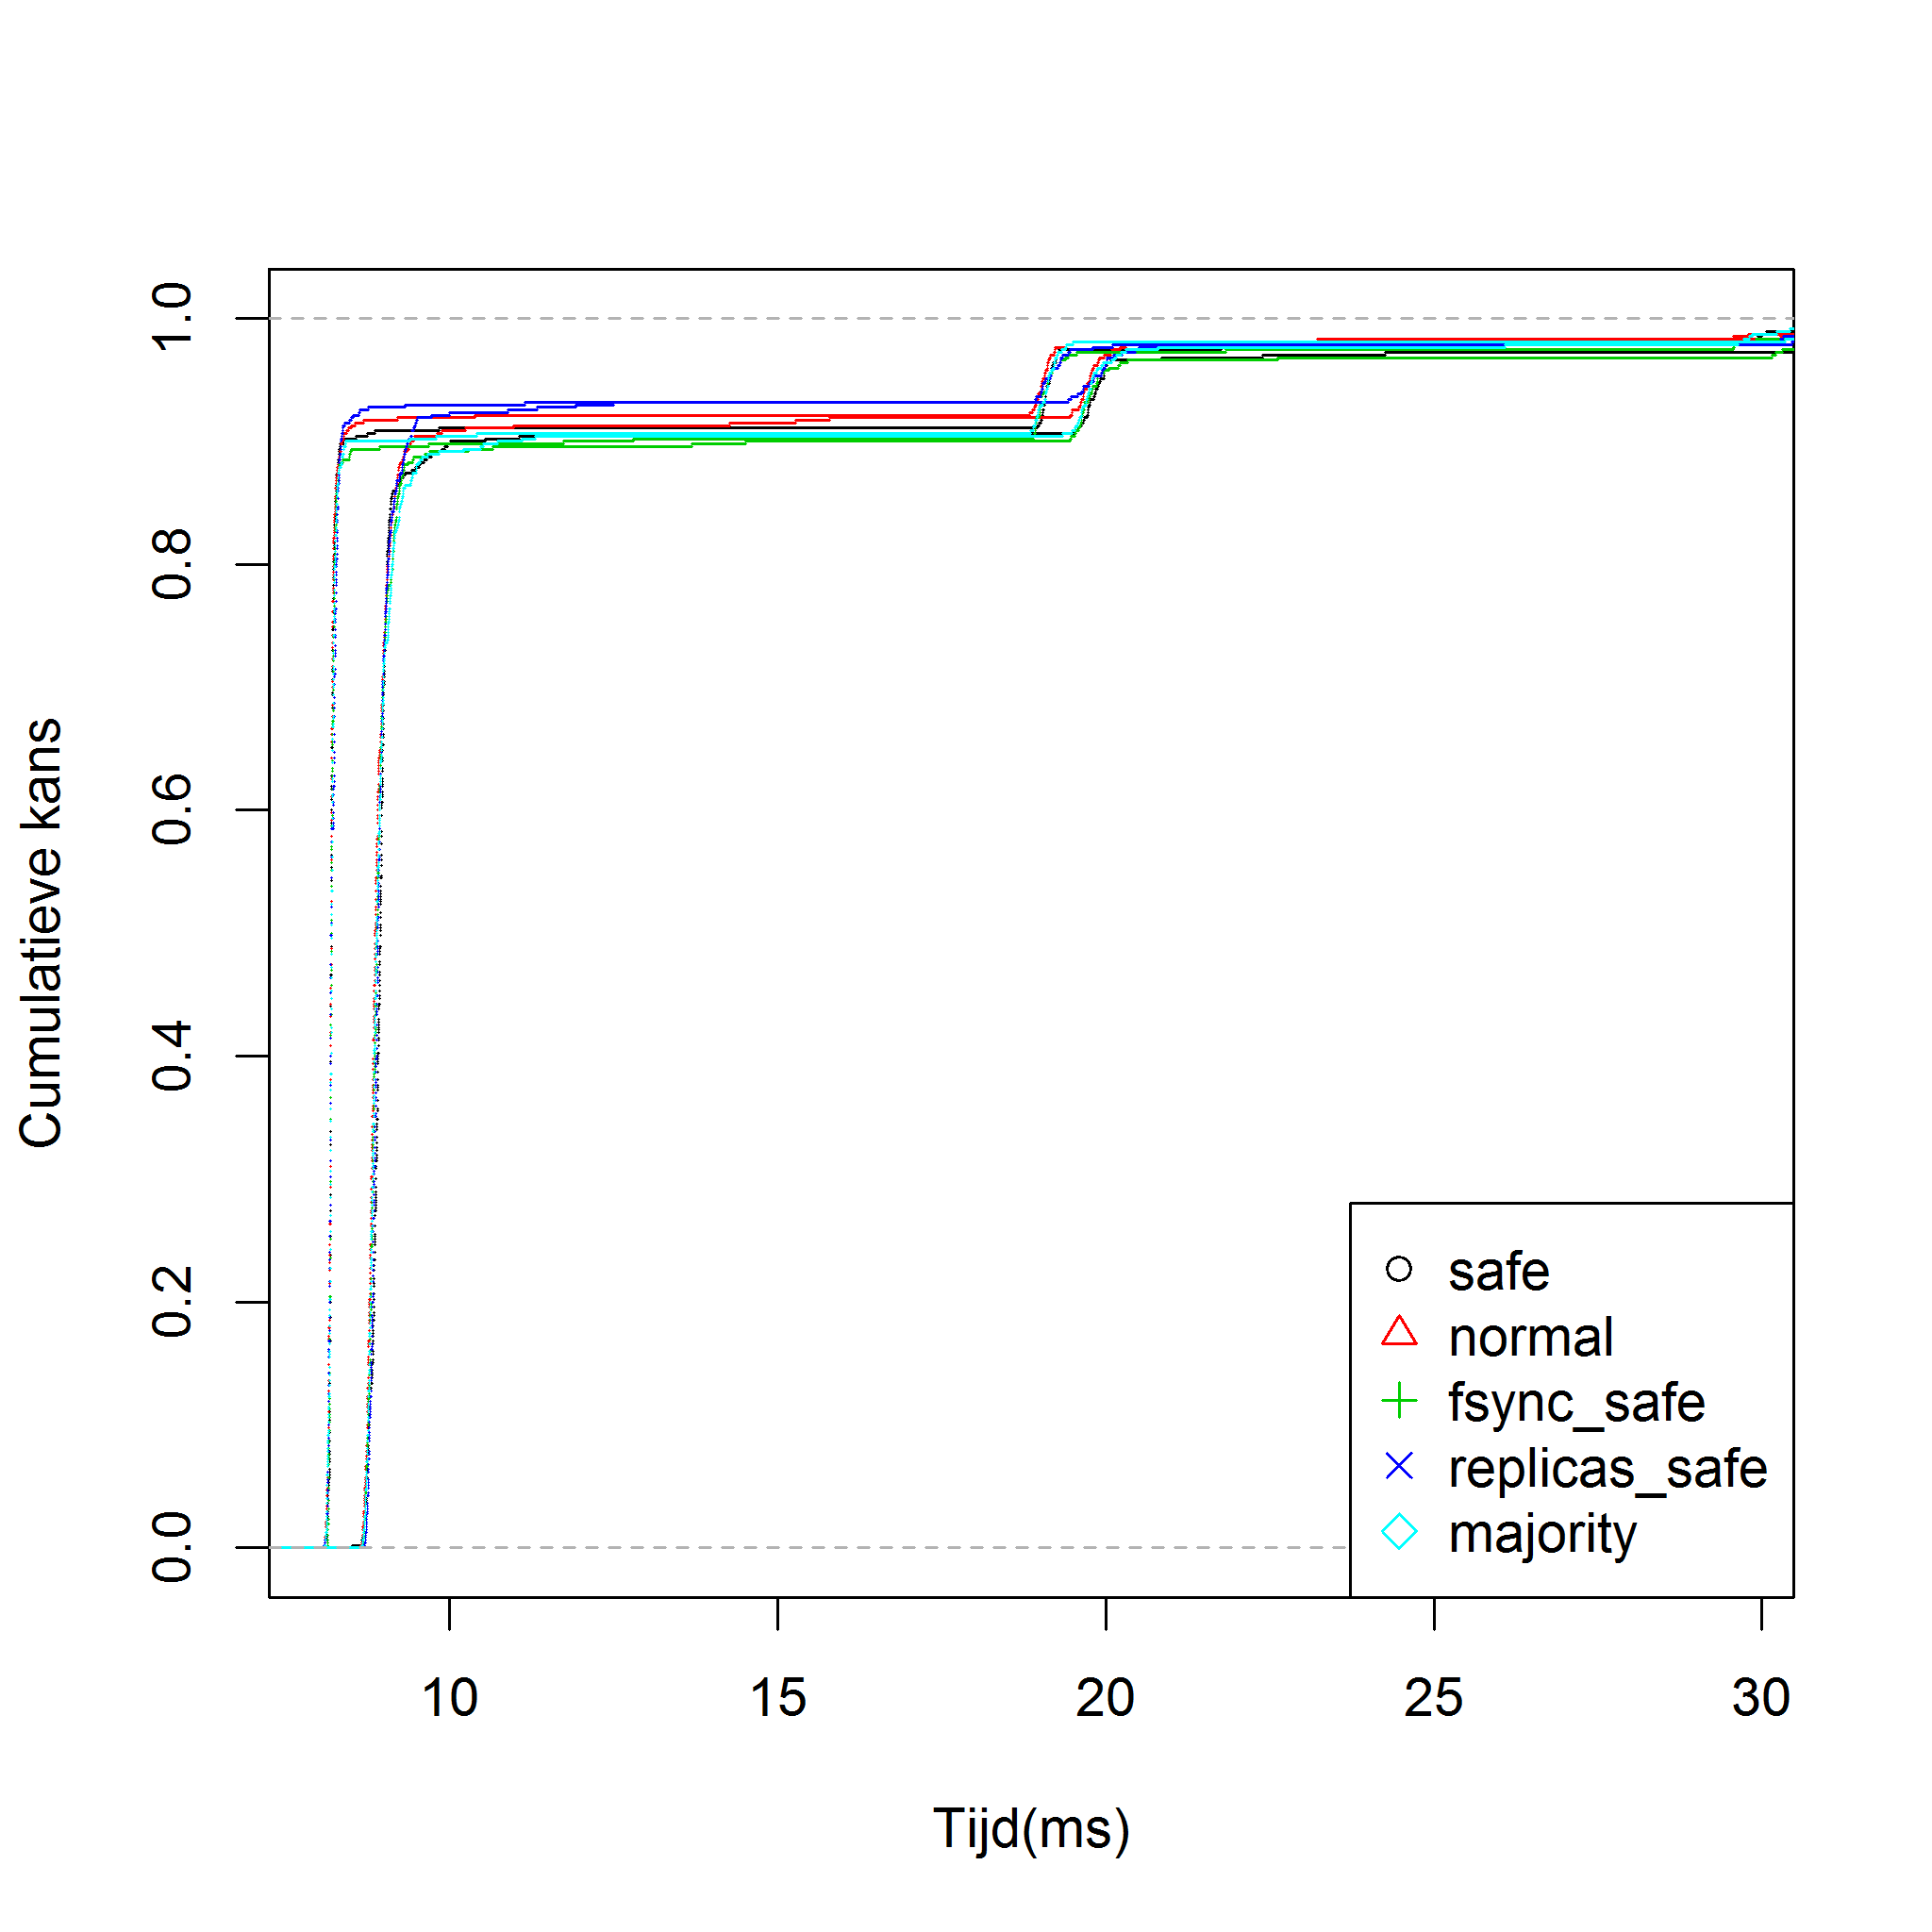 Cumulatieve kans
1.0
0.8
0.6
0.4
0.2
0.0
safe
normal
fsync_safe
replicas_safe
majority
10 15 20 25 30
Tijd(ms)